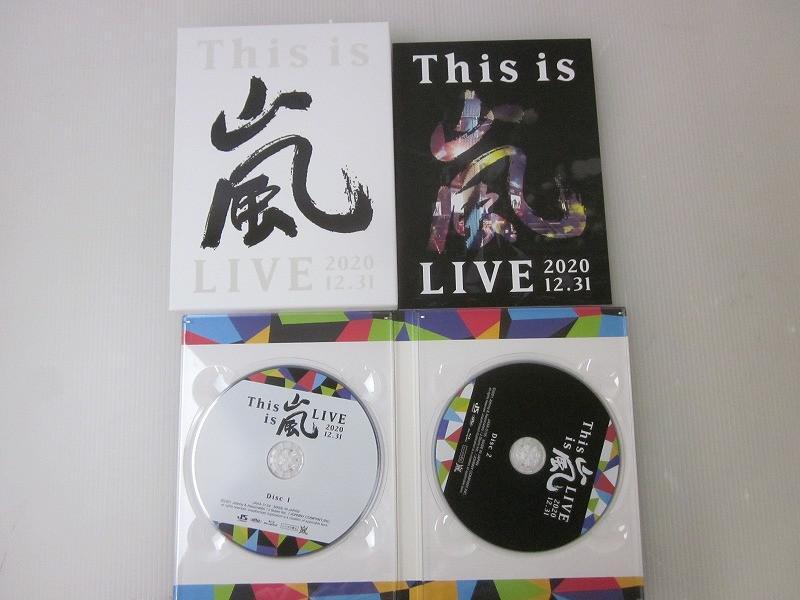 This is
嵐
LIVE 2020
12.31
This is
嵐
LIVE 2020
12.31
This
is
嵐
LIVE
2020
12.31
Disc 1
This
is
嵐
LIVE
2020
12.31
Disc 2